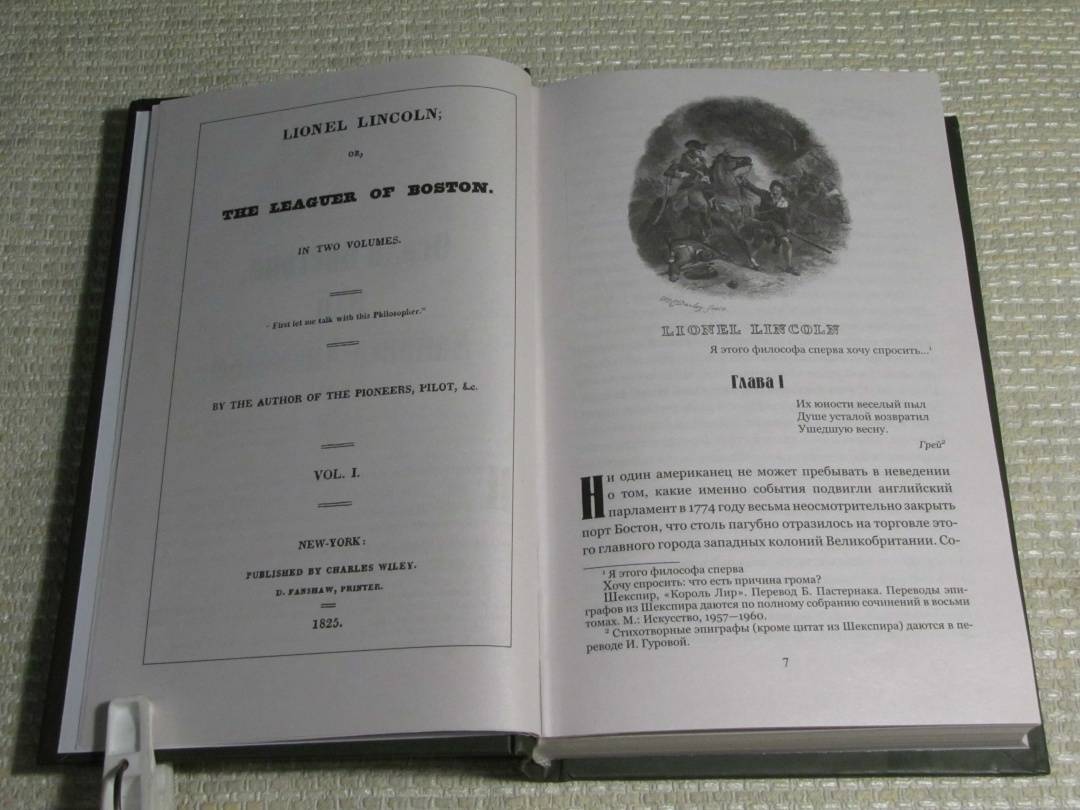 LIONEL LINCOLN;
OR,
THE LEAGUER OF BOSTON.
IN TWO VOLUMES.
"First let me talk with this Philosopher."
BY THE AUTHOR OF THE PIONEERS, PILOT, &c.
VOL. I.
NEW-YORK:
PUBLISHED BY CHARLES WILEY.
D. FANSHAW, PRINTER.
1825.
LIONEL LINCOLN
Я этого философа сперва хочу спросить...¹
Глава I
Их юности веселый пыл
Душе усталой возвратил
Ушедшую весну.
Грей²
Ни один американец не может пребывать в неведении
о том, какие именно события подвигли английский
парламент в 1774 году весьма неосмотрительно закрыть
порт Бостон, что столь пагубно отразилось на торговле это-
го главного города западных колоний Великобритании. Со-
¹ Я этого философа сперва
Хочу спросить: что есть причина грома?
Шекспир, «Король Лир». Перевод Б. Пастернака. Переводы эпи-
графов из Шекспира даются по полному собранию сочинений в восьми
томах. М.: Искусство, 1957—1960.
² Стихотворные эпиграфы (кроме цитат из Шекспира) даются в пе-
реводе И. Гуровой.
7